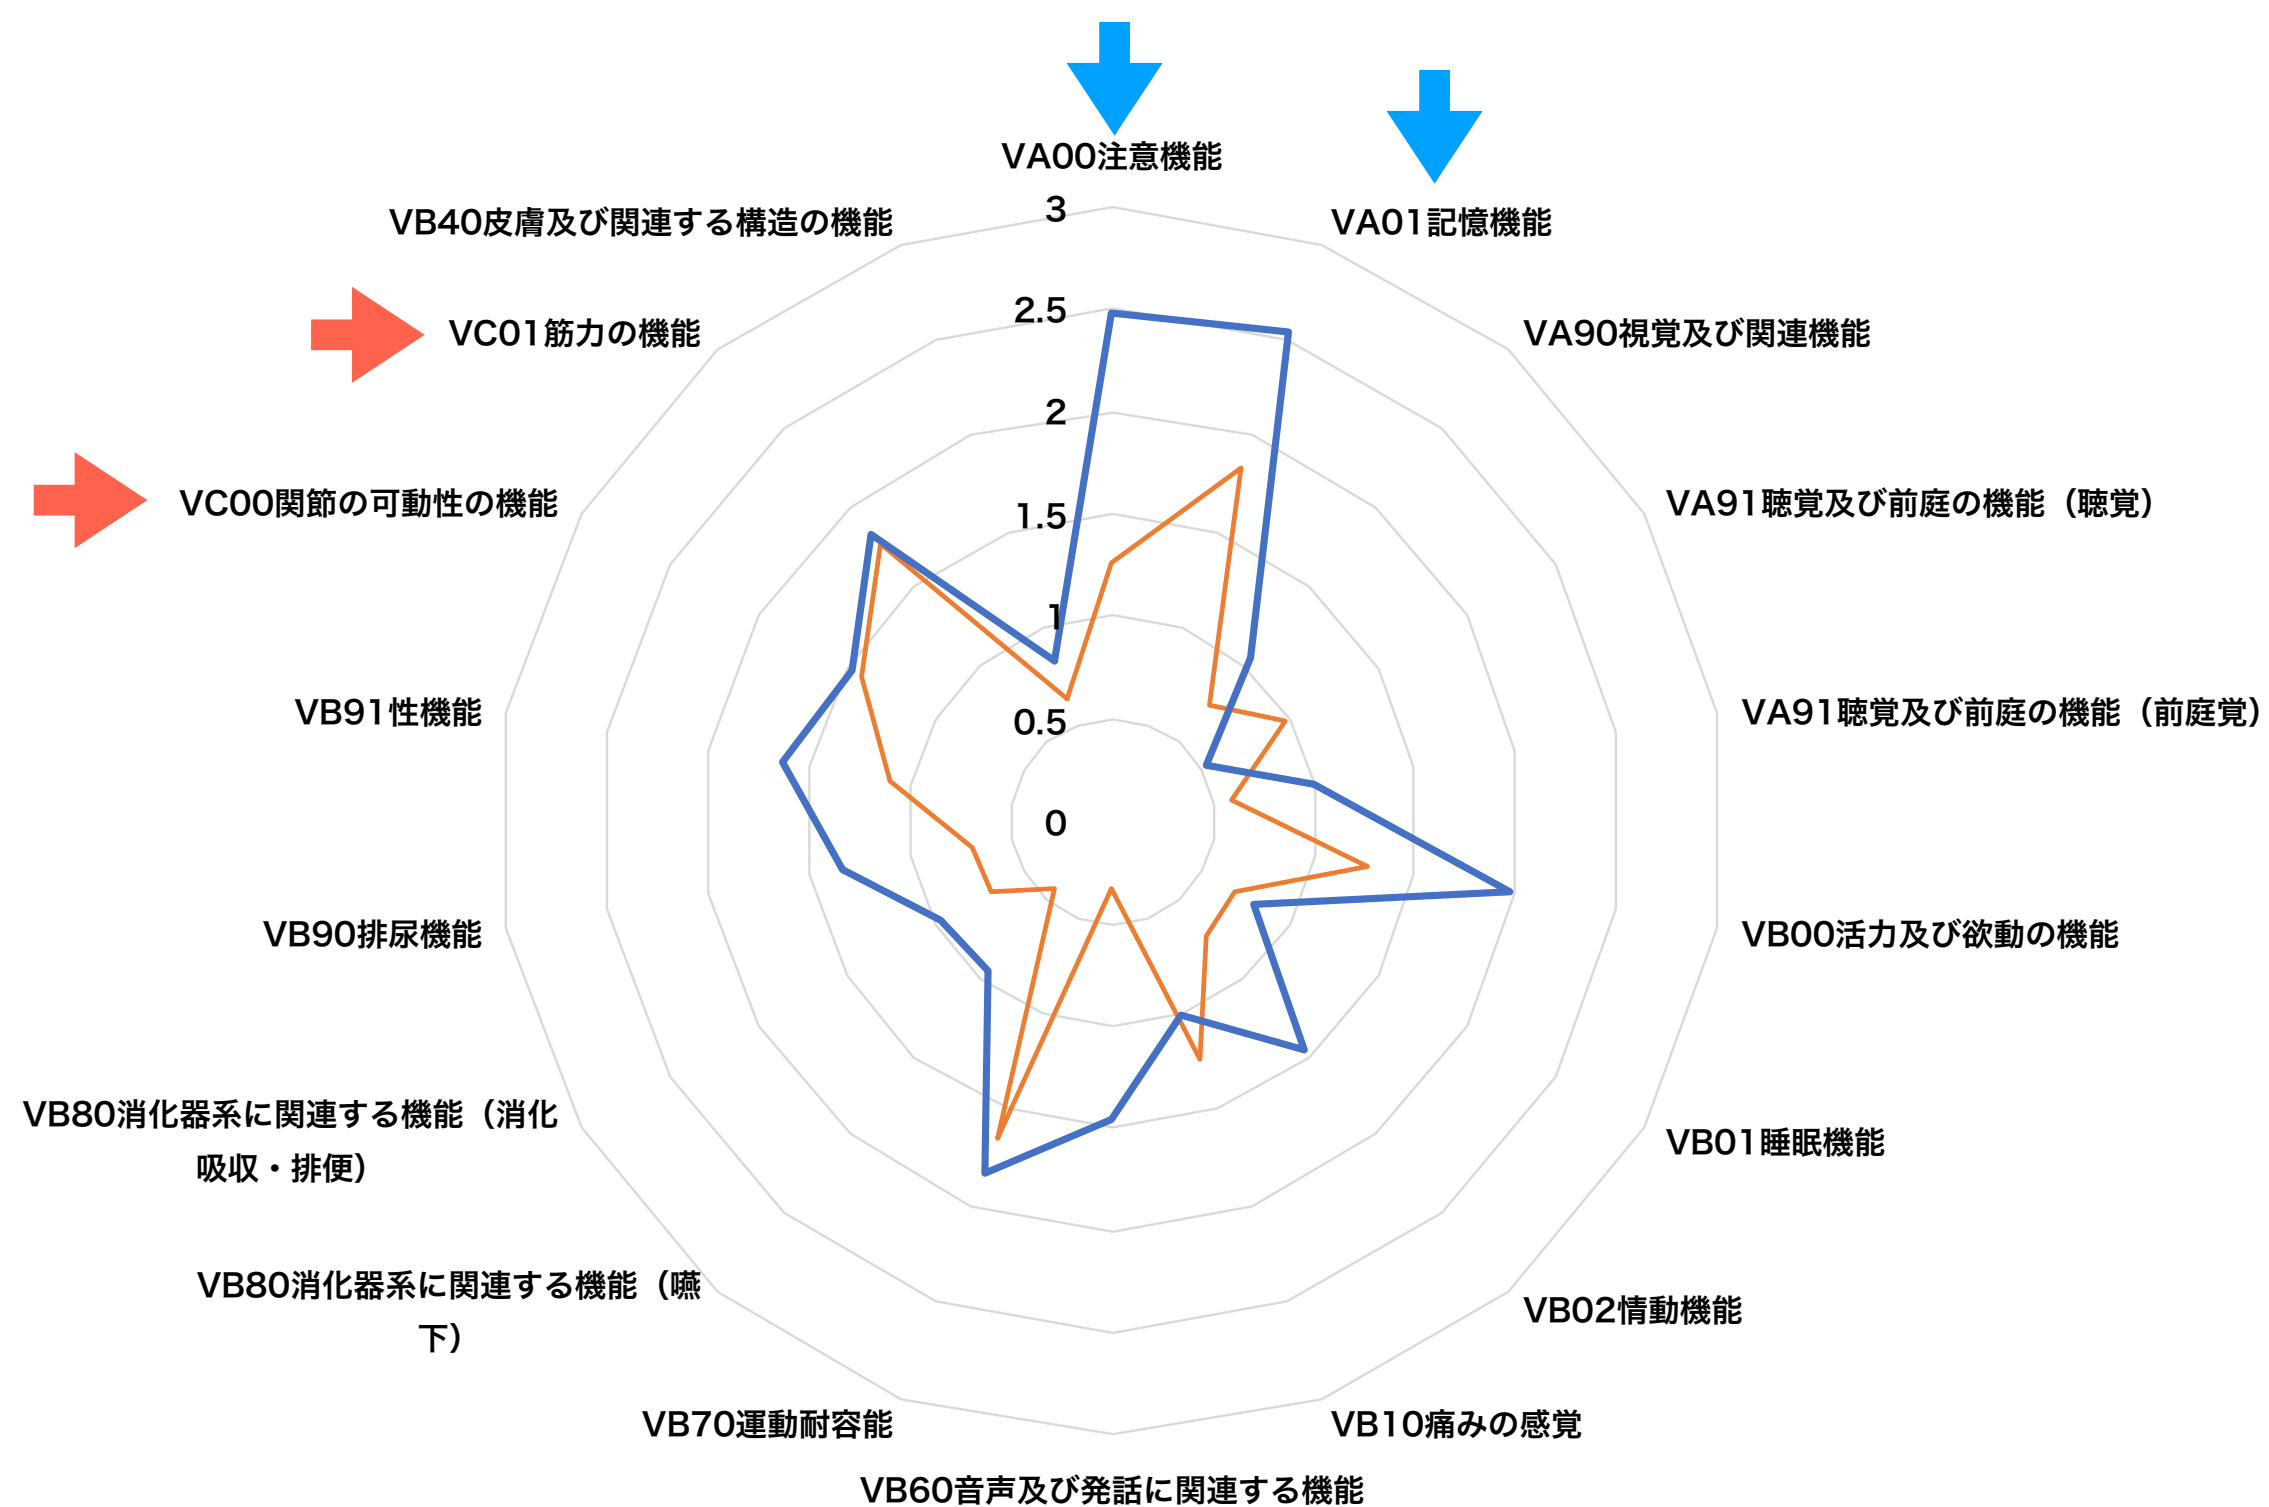 VA00注意機能
VB40皮膚及び関連する構造の機能
VA01記憶機能
3
VC01筋力の機能
2.5
VA90視覚及び関連機能
2
VC00関節の可動性の機能
1.5
VA91聴覚及び前庭の機能（聴覚）
1
VB91性機能
0.5
VA91聴覚及び前庭の機能（前庭覚）
0
VB90排尿機能
VB00活力及び欲動の機能
VB80消化器系に関連する機能（消化
吸収・排便）
VB01睡眠機能
VB80消化器系に関連する機能（嚥
下）
VB02情動機能
VB70運動耐容能
VB10痛みの感覚
VB60音声及び発話に関連する機能